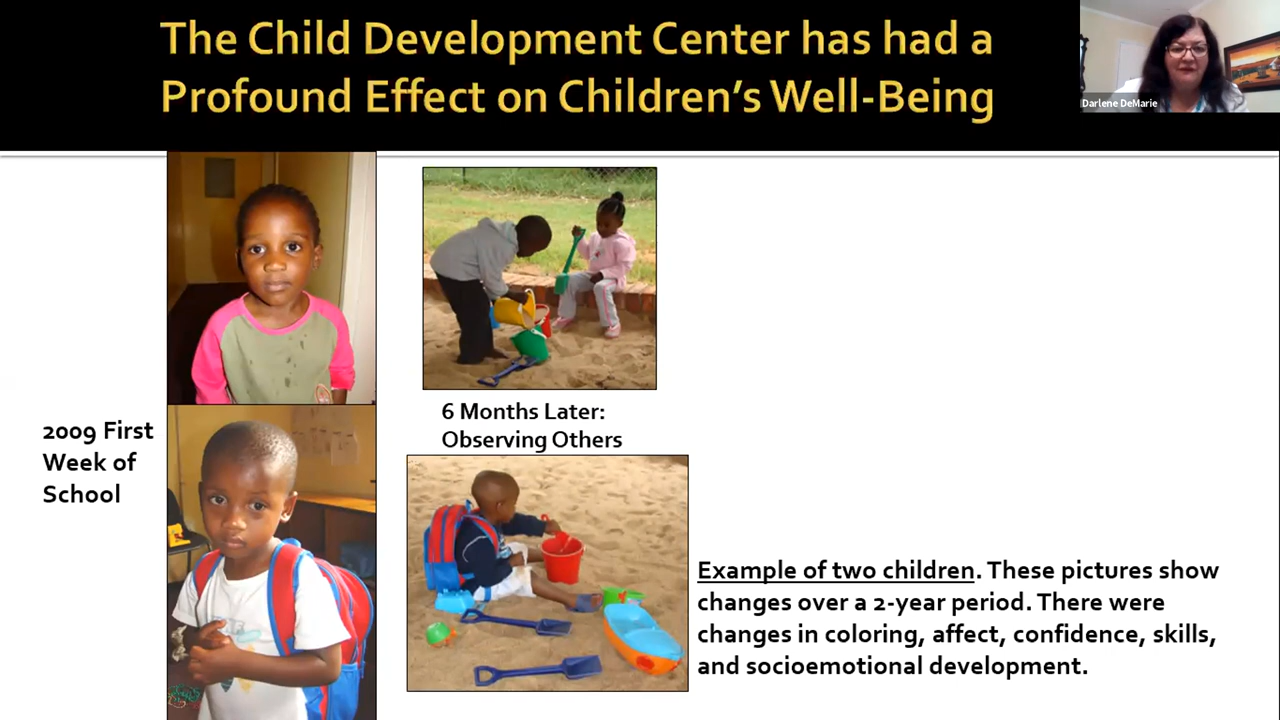 The Child Development Center has had a
Profound Effect on Children's Well-Being
Darlene DeMarie
2009 First
Week of
School
6 Months Later:
Observing Others
Example of two children. These pictures show
changes over a 2-year period. There were
changes in coloring, affect, confidence, skills,
and socioemotional development.